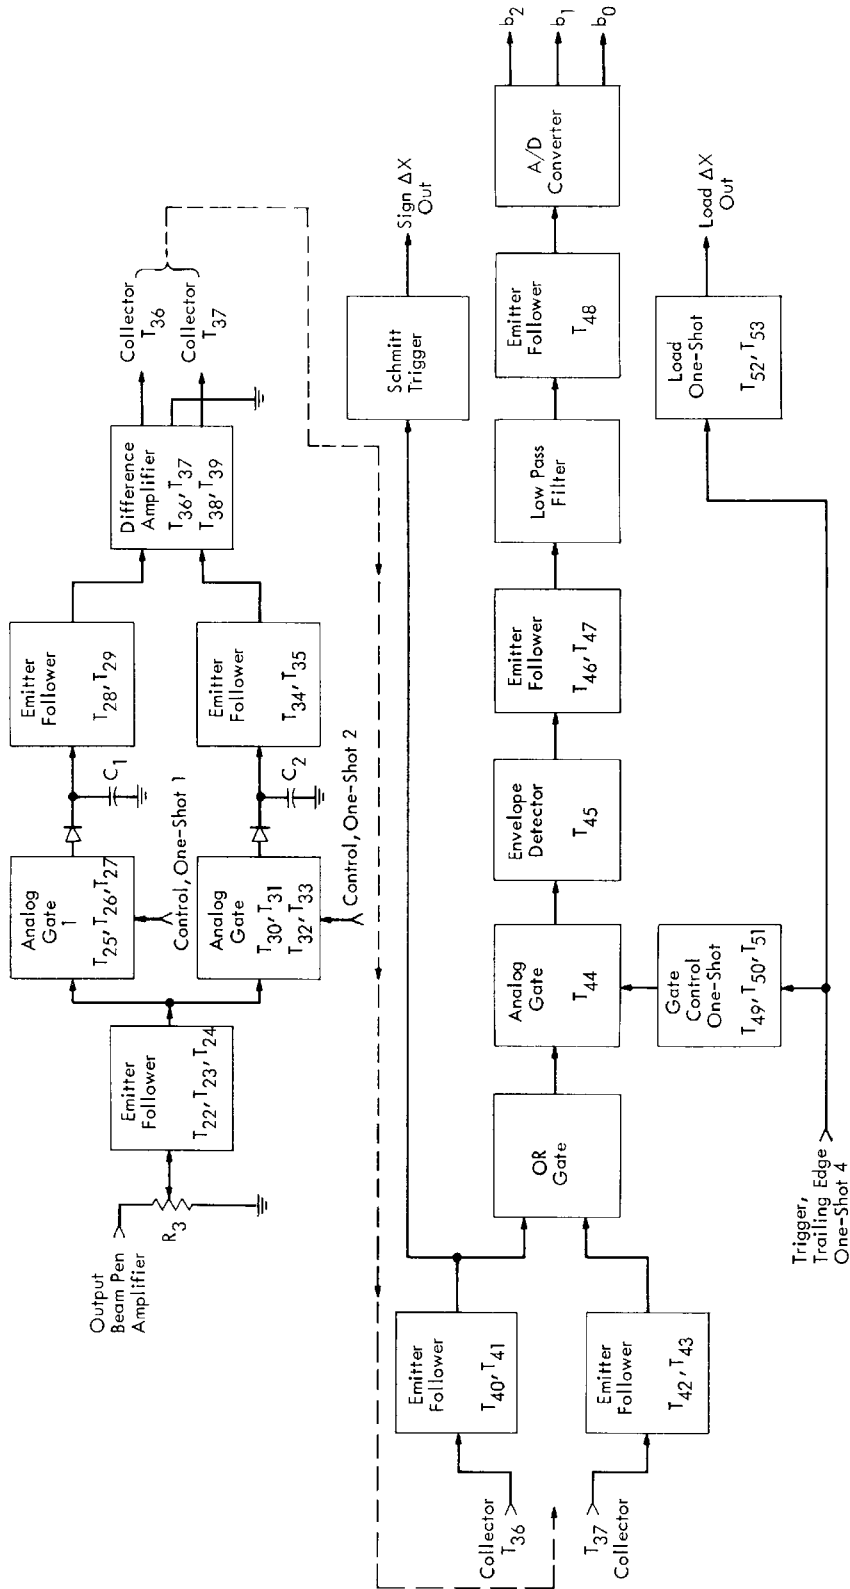 Output
Beam Pen
Amplifier
R3
Emitter
Follower
T22, T23, T24
Analog
Gate
1
T25, T26, T27
Control, One-Shot 1
Analog
Gate
T30, T31
T32, T33
Control, One-Shot 2
C1
C2
Emitter
Follower
T28, T29
Emitter
Follower
T34, T35
Difference
Amplifier
T36, T37
T38, T39
Collector
T36
Collector
T37
Collector
T36
T37
Collector
Emitter
Follower
T40, T41
Emitter
Follower
T42, T43
OR
Gate
Schmitt
Trigger
Sign ΔX
Out
Analog
Gate
T44
Envelope
Detector
T45
Emitter
Follower
T46, T47
Low Pass
Filter
Emitter
Follower
T48
A/D
Converter
b2
b1
b0
Trigger,
Trailing Edge
One-Shot 4
Gate
Control
One-Shot
T49, T50, T51
Load
One-Shot
T52, T53
Load ΔX
Out